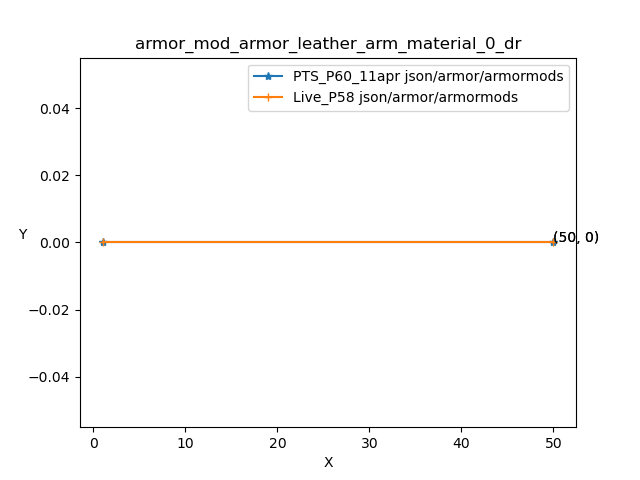 armor_mod_armor_leather_arm_material_0_dr
PTS_P60_11apr json/armor/armormods
Live_P58 json/armor/armormods
0.04
0.02
0.00
−0.02
−0.04
Y
(50, 0)
0 10 20 30 40 50
X